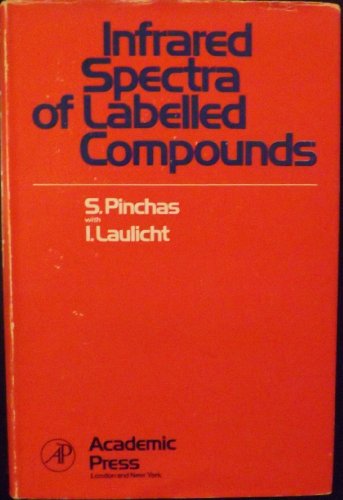 Infrared
Spectra
of Labelled
Compounds
S. Pinchas
with
I. Laulicht
AP
Academic
Press
London and New York